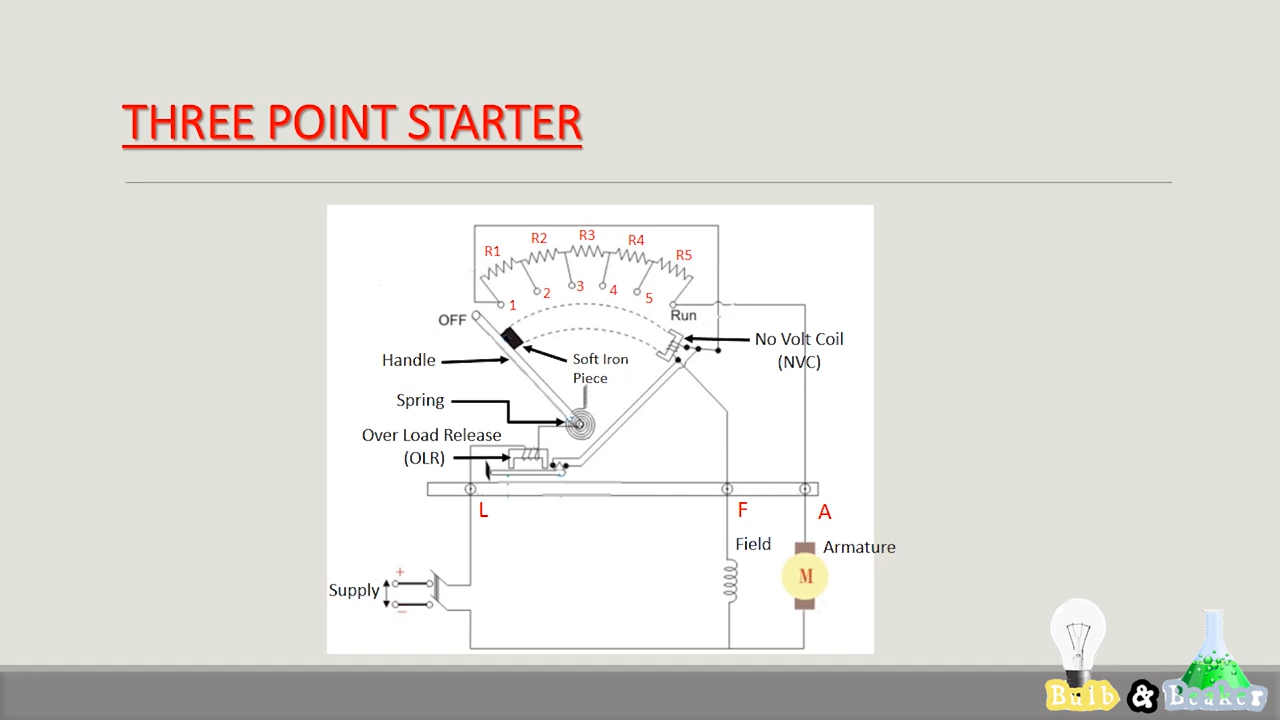 THREE POINT STARTER
R1
R2
R3
R4
R5
1
2
3
4
5
Run
OFF
Handle
Soft Iron
Piece
No Volt Coil
(NVC)
Spring
Over Load Release
(OLR)
L
F
A
Field
Armature
M
Supply
+
−
Bulb & Beaker